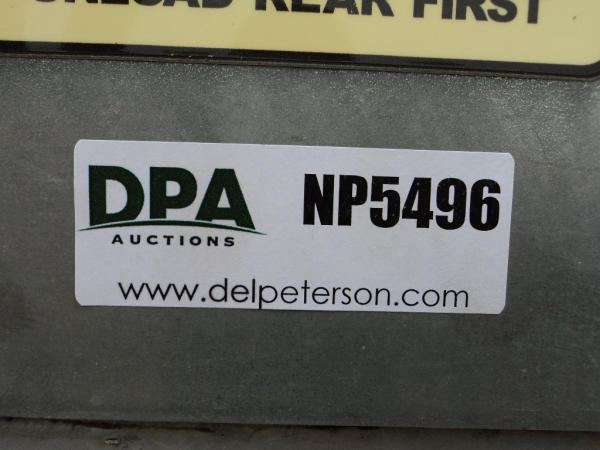 UNLOAD REAR FIRST
DPA
AUCTIONS
NP5496
www.delpeterson.com